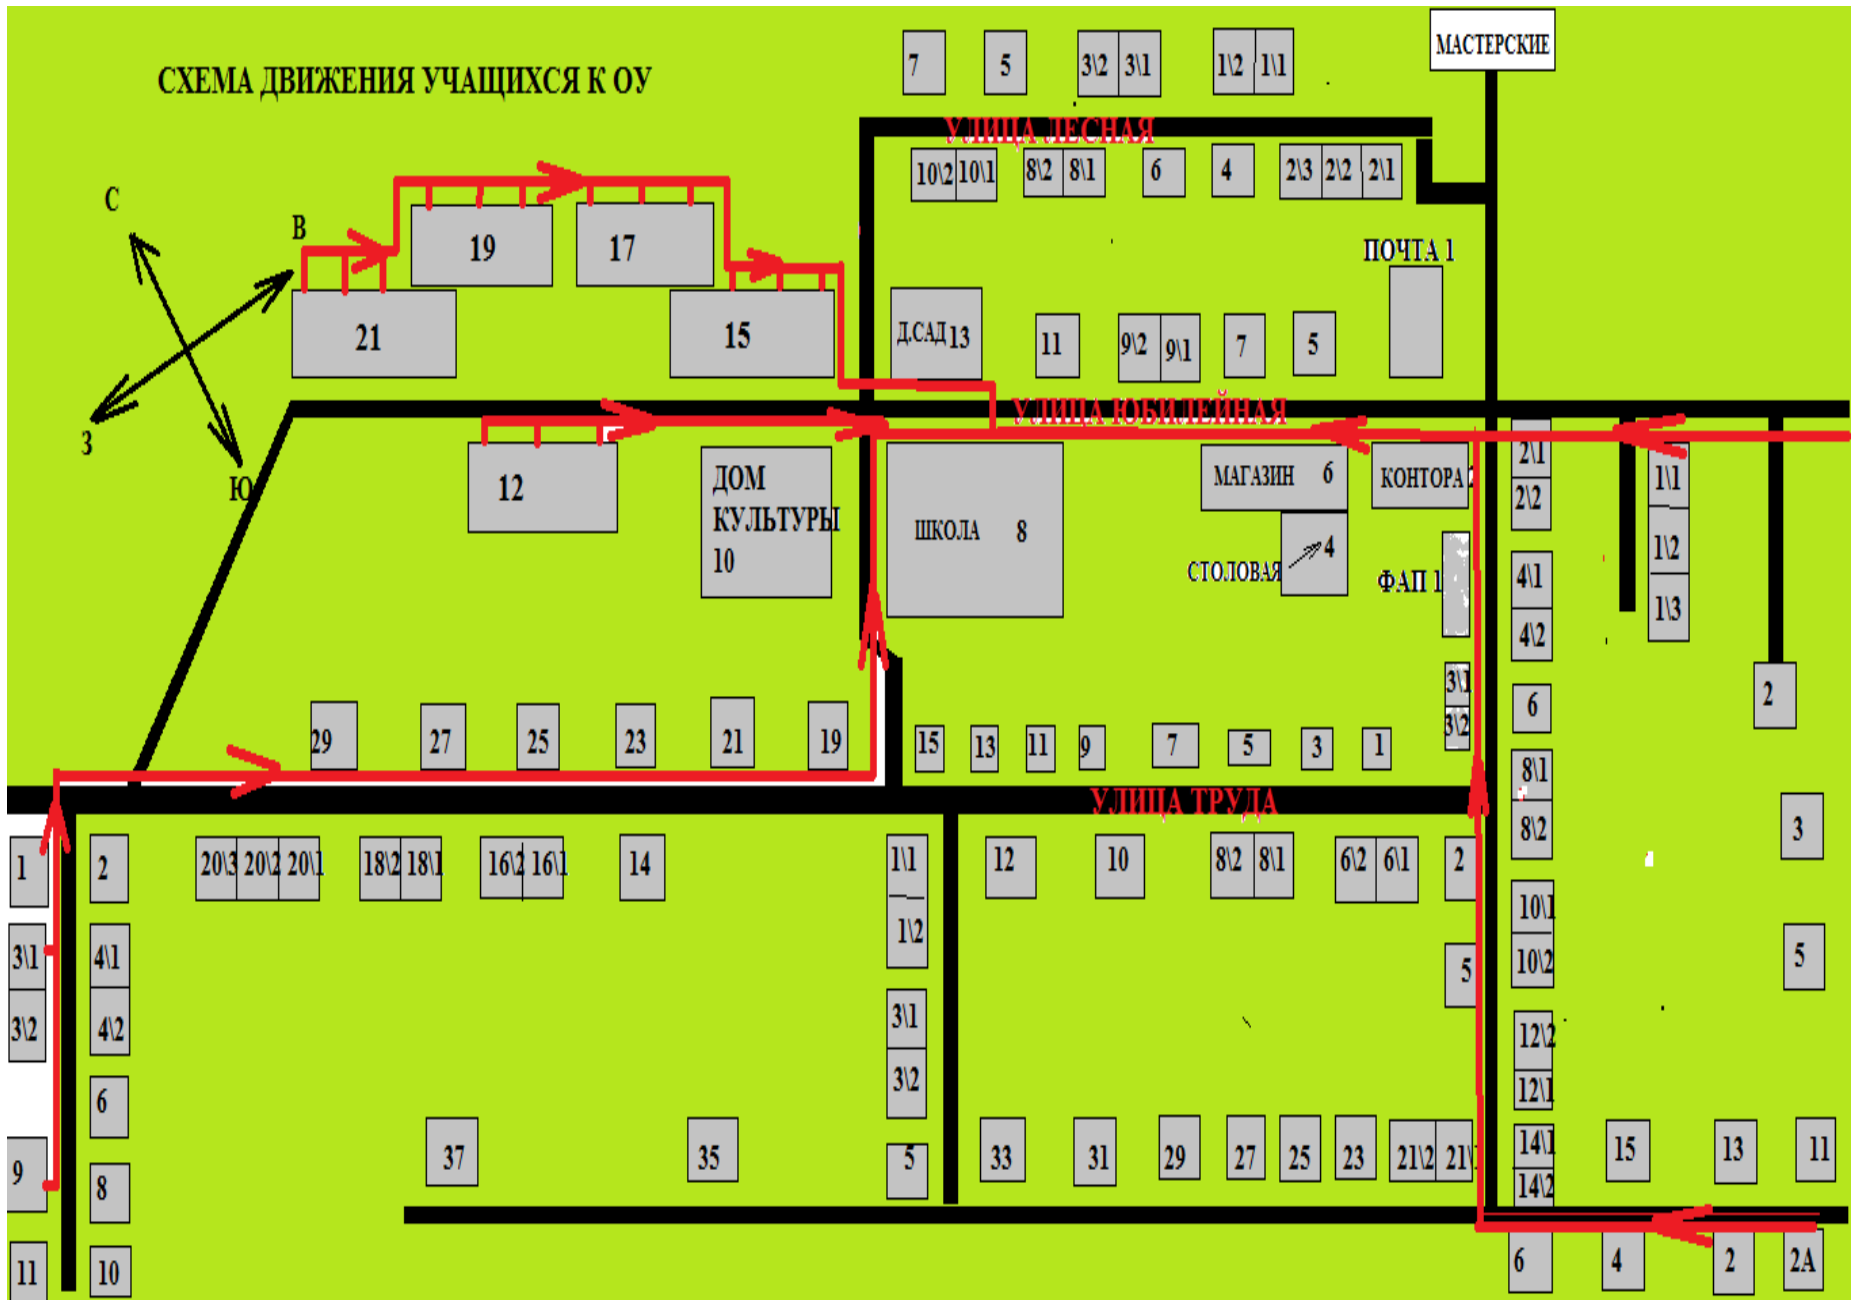 МАСТЕРСКИЕ
7 5 3\2 3\1 1\2 1\1
СХЕМА ДВИЖЕНИЯ УЧАЩИХСЯ К ОУ
УЛИЦА ЛЕСНАЯ
10\2 10\1 8\2 8\1 6 4 2\3 2\2 2\1
С
В
19 17
ПОЧТА 1
21 15
Д.САД 13 11 9\2 9\1 7 5
З
Ю
УЛИЦА ЮБИЛЕЙНАЯ
12
ДОМ
КУЛЬТУРЫ
10
ШКОЛА 8
МАГАЗИН 6
КОНТОРА 2
СТОЛОВАЯ 4
ФАП 1
3\1
3\2
2\1
2\2
4\1
4\2
6
8\1
8\2
10\1
10\2
12\2
12\1
14\1
14\2
1\1
1\2
1\3
2
3
5
29 27 25 23 21 19
15 13 11 9 7 5 3 1
УЛИЦА ТРУДА
1
3\1
3\2
9
11
2
4\1
4\2
6
8
10
20\3 20\2 20\1 18\2 18\1 16\2 16\1 14
1\1
1\2
3\1
3\2
5
12 10 8\2 8\1 6\2 6\1 2
5
37 35
33 31 29 27 25 23 21\2
15 13 11
6 4 2 2А